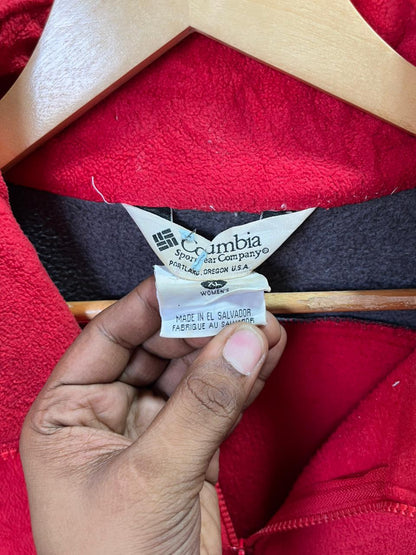 Columbia
Sportswear Company®
PORTLAND, OREGON U.S.A.
XL
WOMEN'S
MADE IN EL SALVADOR
FABRIQUE AU SALVADOR